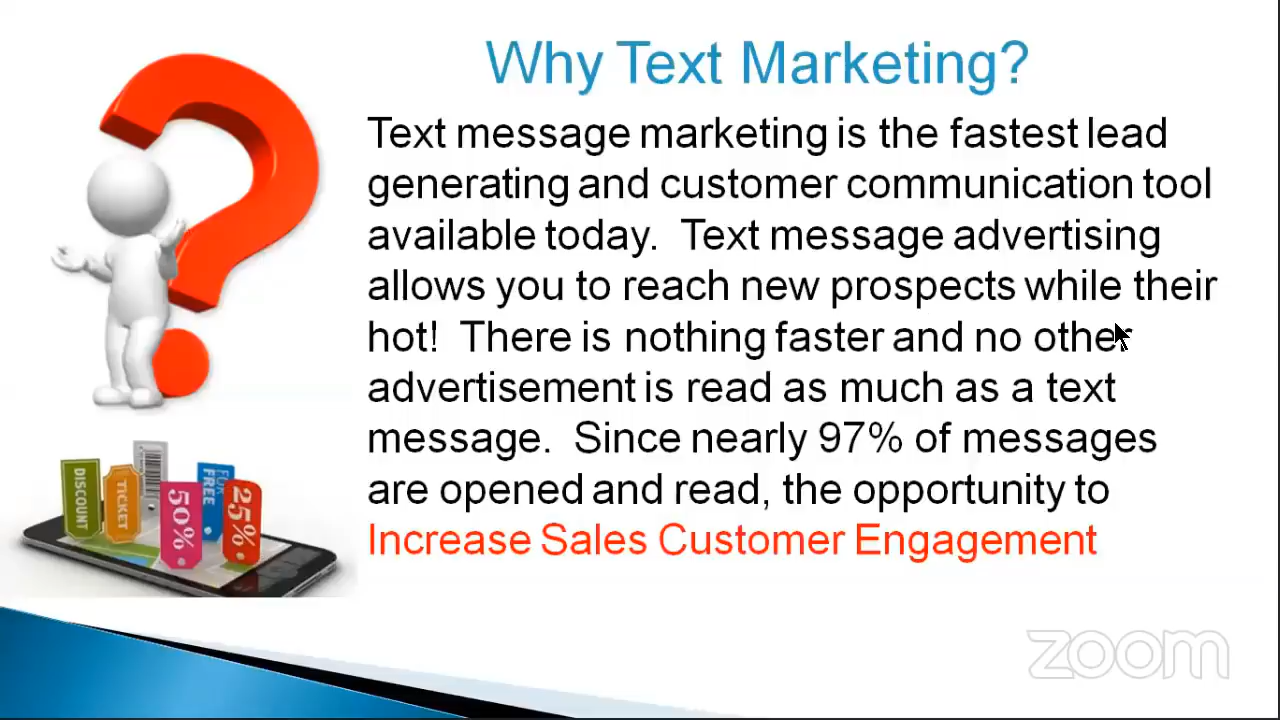 Why Text Marketing?
Text message marketing is the fastest lead
generating and customer communication tool
available today.  Text message advertising
allows you to reach new prospects while their
hot!  There is nothing faster and no other
advertisement is read as much as a text
message.  Since nearly 97% of messages
are opened and read, the opportunity to
Increase Sales Customer Engagement
DISCOUNT
TICKET
50%
FOR
FREE
25%
zoom